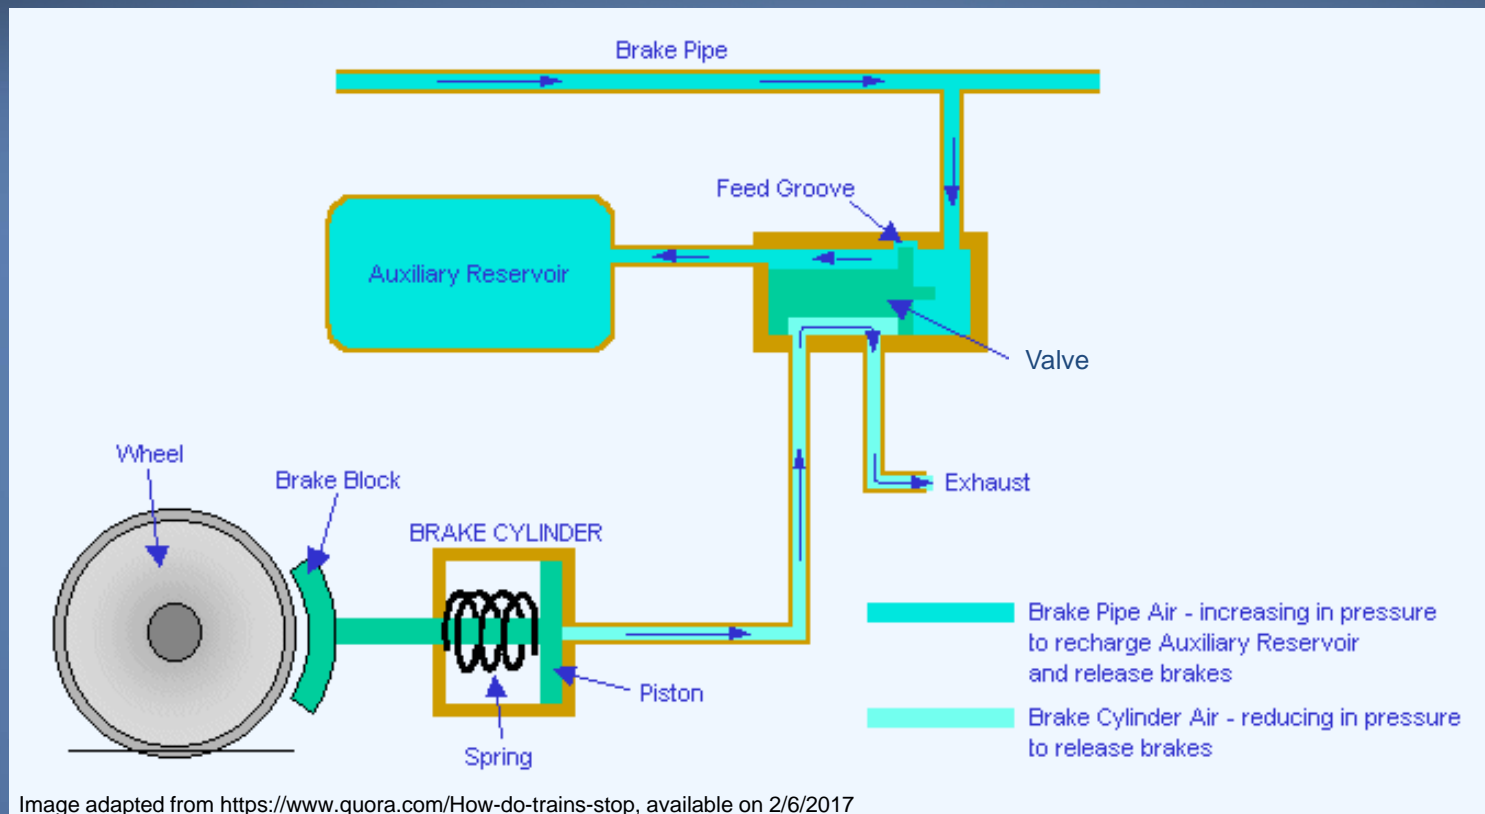 Brake Pipe
Feed Groove
Auxiliary Reservoir
Valve
Wheel
Brake Block
Exhaust
BRAKE CYLINDER
Brake Pipe Air - increasing in pressure
to recharge Auxiliary Reservoir
and release brakes
Piston
Brake Cylinder Air - reducing in pressure
to release brakes
Spring
Image adapted from https://www.quora.com/How-do-trains-stop, available on 2/6/2017